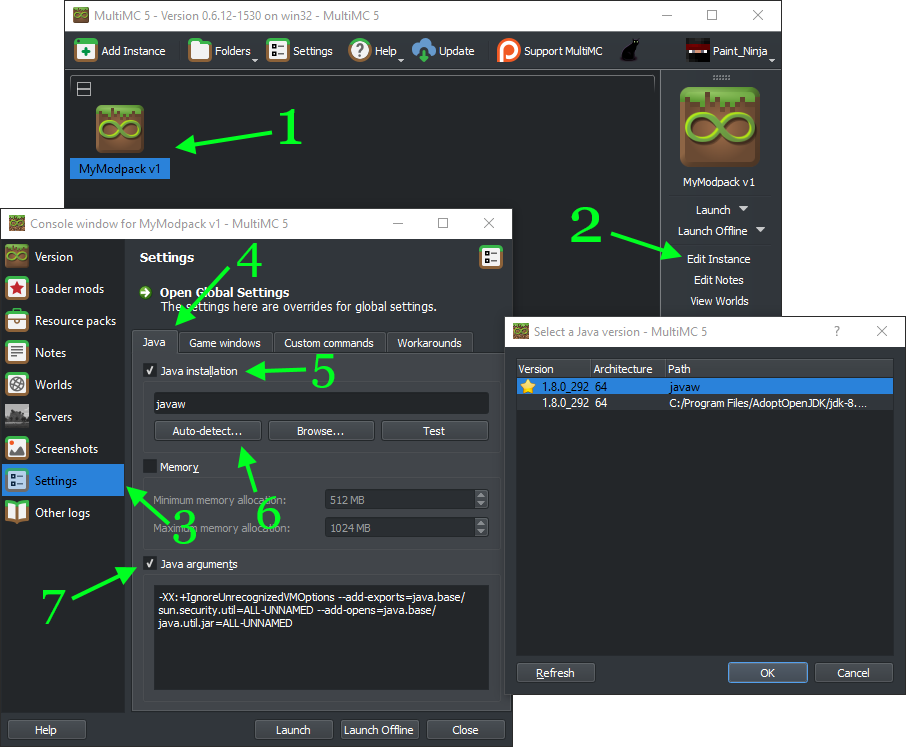 MultiMC 5 - Version 0.6.12-1530 on win32 - MultiMC 5
Add Instance Folders Settings Help Update Support MultiMC Paint_Ninja
1
MyModpack v1
MyModpack v1
Launch
Launch Offline
2
Edit Instance
Edit Notes
View Worlds
Console window for MyModpack v1 - MultiMC 5
Version
Loader mods
Resource packs
Notes
Worlds
Servers
Screenshots
Settings
Other logs
3
Settings
4
Open Global Settings
The settings here are overrides for global settings.
Java Game windows Custom commands Workarounds
Java installation
5
javaw
Auto-detect... Browse... Test
6
Memory
Minimum memory allocation: 512 MB
Maximum memory allocation: 1024 MB
7
Java arguments
-XX:+IgnoreUnrecognizedVMOptions --add-exports=java.base/
sun.security.util=ALL-UNNAMED --add-opens=java.base/
java.util.jar=ALL-UNNAMED
Help Launch Launch Offline Close
Select a Java version - MultiMC 5
?
Version Architecture Path
1.8.0_292 64 javaw
1.8.0_292 64 C:/Program Files/AdoptOpenJDK/jdk-8....
Refresh OK Cancel